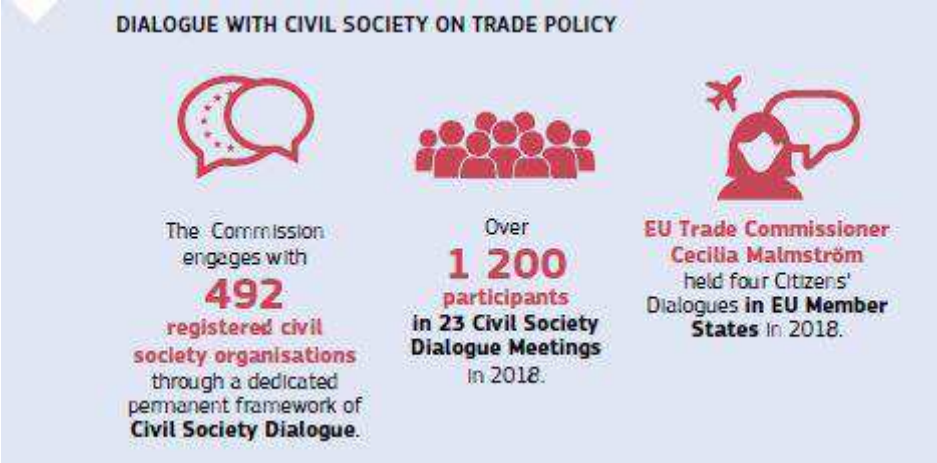 DIALOGUE WITH CIVIL SOCIETY ON TRADE POLICY
The Commission
engages with
492
registered civil
society organisations
through a dedicated
permanent framework of
Civil Society Dialogue.
Over
1 200
participants
in 23 Civil Society
Dialogue Meetings
in 2018.
EU Trade Commissioner
Cecilia Malmström
held four Citizens'
Dialogues in EU Member
States in 2018.